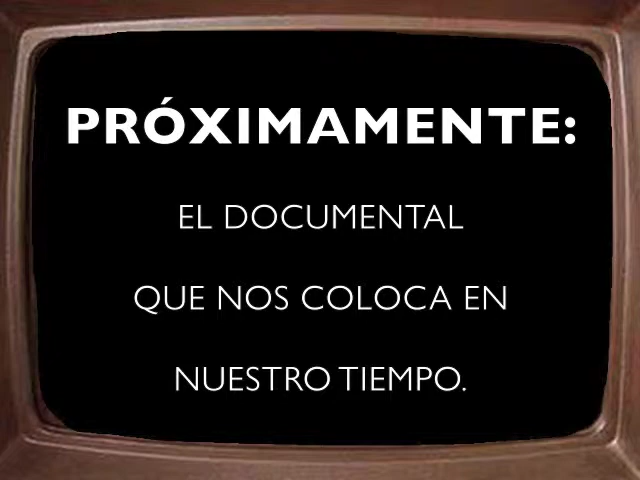 PRÓXIMAMENTE:
EL DOCUMENTAL
QUE NOS COLOCA EN
NUESTRO TIEMPO.